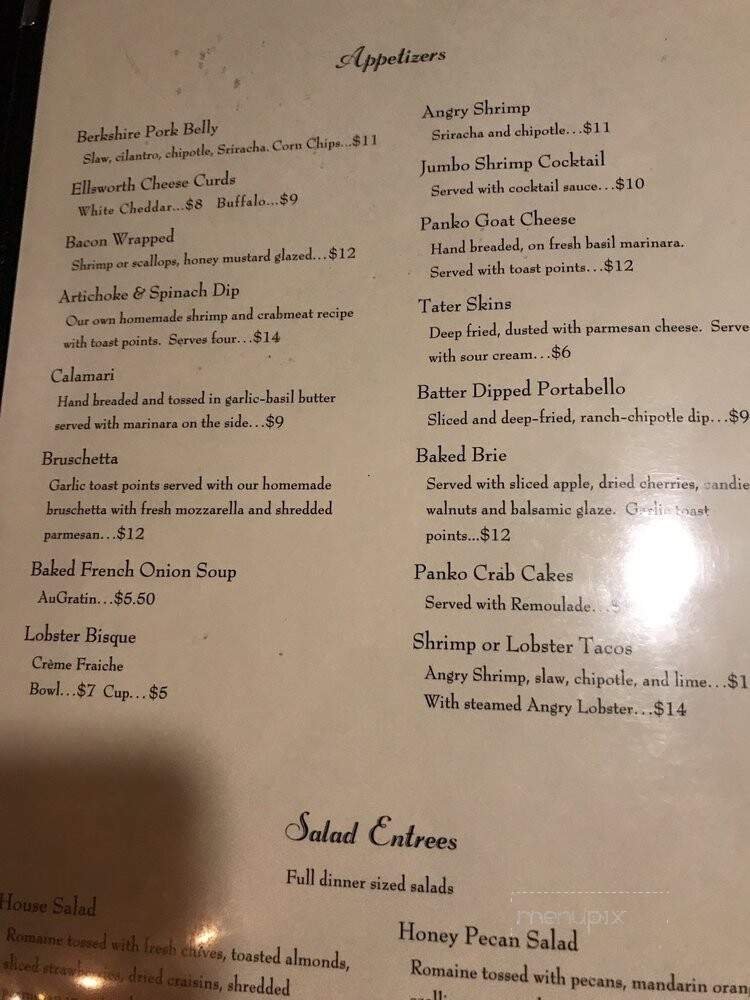 Appetizers
Berkshire Pork Belly
Slaw, cilantro, chipotle, Sriracha. Corn Chips...$11
Ellsworth Cheese Curds
White Cheddar...$8 Buffalo...$9
Bacon Wrapped
Shrimp or scallops, honey mustard glazed...$12
Artichoke & Spinach Dip
Our own homemade shrimp and crabmeat recipe
with toast points. Serves four...$14
Calamari
Hand breaded and tossed in garlic-basil butter
served with marinara on the side...$9
Bruschetta
Garlic toast points served with our homemade
bruschetta with fresh mozzarella and shredded
parmesan...$12
Baked French Onion Soup
AuGratin...$5.50
Lobster Bisque
Crème Fraiche
Bowl...$7 Cup...$5
Angry Shrimp
Sriracha and chipotle...$11
Jumbo Shrimp Cocktail
Served with cocktail sauce...$10
Panko Goat Cheese
Hand breaded, on fresh basil marinara.
Served with toast points...$12
Tater Skins
Deep fried, dusted with parmesan cheese. Serve
with sour cream...$6
Batter Dipped Portabello
Sliced and deep-fried, ranch-chipotle dip...$9
Baked Brie
Served with sliced apple, dried cherries, candie
walnuts and balsamic glaze. Garlic toast
points...$12
Panko Crab Cakes
Served with Remoulade...
Shrimp or Lobster Tacos
Angry Shrimp, slaw, chipotle, and lime...$1
With steamed Angry Lobster...$14
Salad Entrees
Full dinner sized salads
House Salad
Romaine tossed with fresh chives, toasted almonds,
sliced strawberries, dried craisins, shredded
Honey Pecan Salad
Romaine tossed with pecans, mandarin oran
menupix